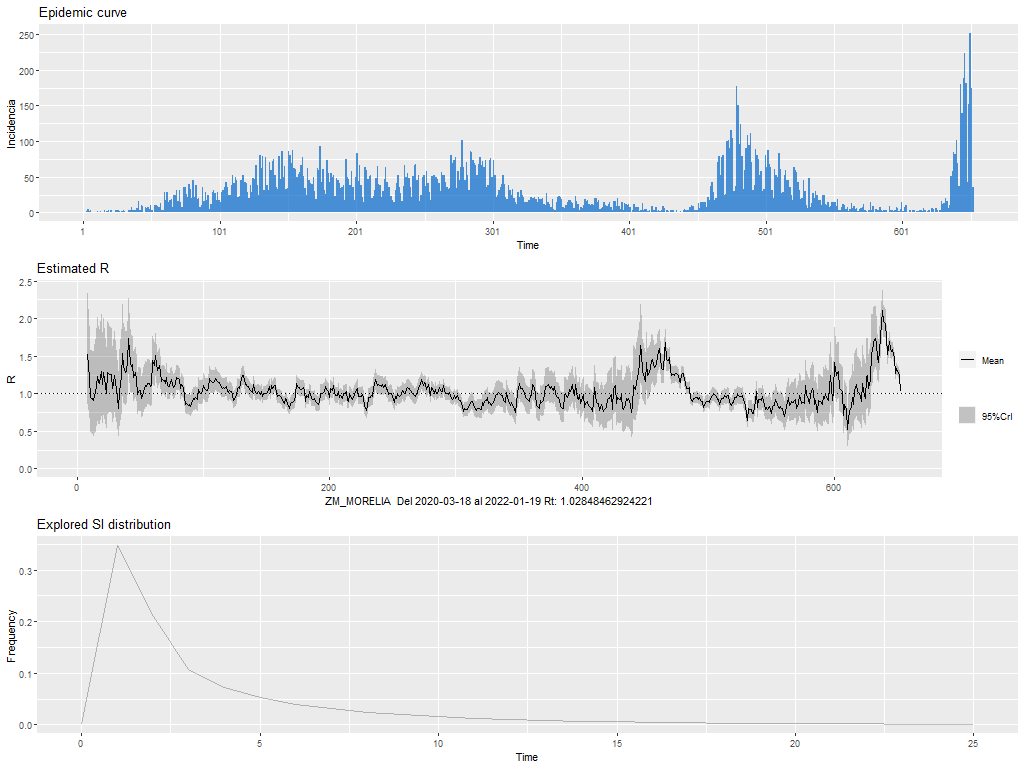 Epidemic curve
Incidencia
250
200
150
100
50
0
1 101 201 301 401 501 601
Time
Estimated R
R
2.5
2.0
1.5
1.0
0.5
0.0
0 200 400 600
ZM_MORELIA Del 2020-03-18 al 2022-01-19 Rt: 1.02848462924221
Mean
95%CrI
Explored SI distribution
Frequency
0.3
0.2
0.1
0.0
0 5 10 15 20 25
Time